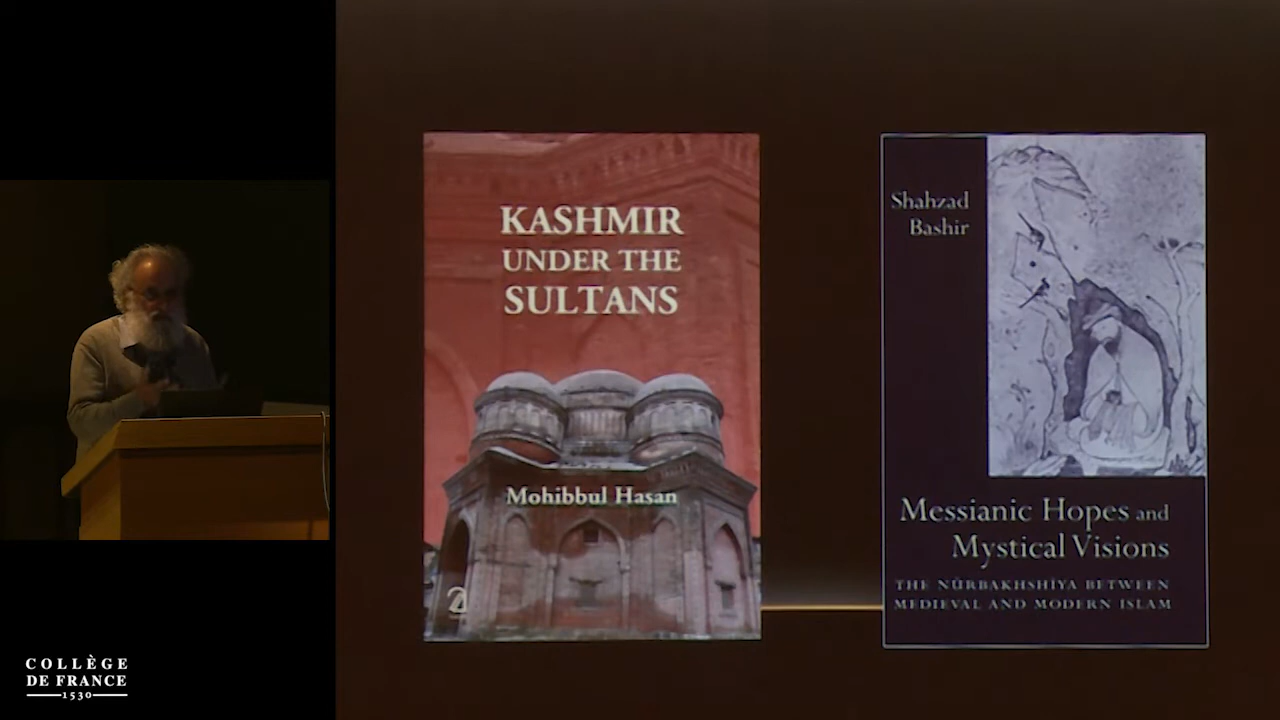 KASHMIR
UNDER THE
SULTANS
Mohibbul Hasan
Shahzad
Bashir
Messianic Hopes and
Mystical Visions
THE NŪRBAKHSHĪYA BETWEEN
MEDIEVAL AND MODERN ISLAM
COLLÈGE
DE FRANCE
1530